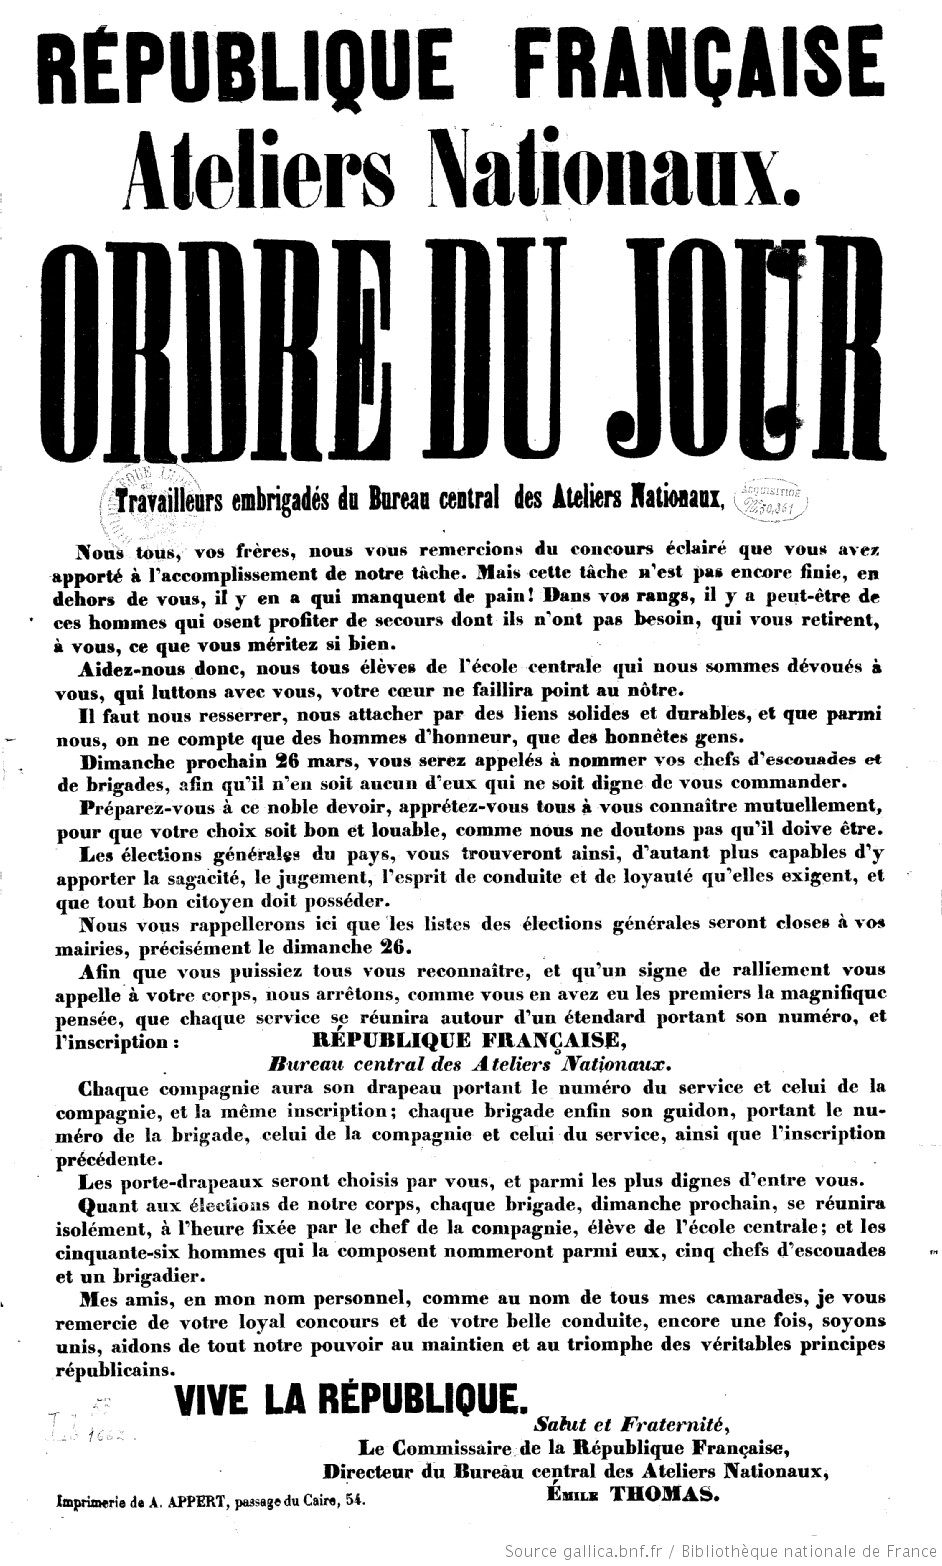 RÉPUBLIQUE FRANÇAISE
Ateliers Nationaux.
ORDRE DU JOUR
Travailleurs embrigadés du Bureau central des Ateliers Nationaux,
ACQUISITION
Nous tous, vos frères, nous vous remercions du concours éclairé que vous avez
apporté à l'accomplissement de notre tâche. Mais cette tâche n'est pas encore finie, en
dehors de vous, il y en a qui manquent de pain! Dans vos rangs, il y a peut-être de
ces hommes qui osent profiter de secours dont ils n'ont pas besoin, qui vous retirent,
à vous, ce que vous méritez si bien.
Aidez-nous donc, nous tous élèves de l'école centrale qui nous sommes dévoués à
vous, qui luttons avec vous, votre cœur ne faillira point au nôtre.
Il faut nous resserrer, nous attacher par des liens solides et durables, et que parmi
nous, on ne compte que des hommes d'honneur, que des honnêtes gens.
Dimanche prochain 26 mars, vous serez appelés à nommer vos chefs d'escouades et
de brigades, afin qu'il n'en soit aucun d'eux qui ne soit digne de vous commander.
Préparez-vous à ce noble devoir, apprétez-vous tous à vous connaître mutuellement,
pour que votre choix soit bon et louable, comme nous ne doutons pas qu'il doive être.
Les élections générales du pays, vous trouveront ainsi, d'autant plus capables d'y
apporter la sagacité, le jugement, l'esprit de conduite et de loyauté qu'elles exigent, et
que tout bon citoyen doit posséder.
Nous vous rappellerons ici que les listes des élections générales seront closes à vos
mairies, précisément le dimanche 26.
Afin que vous puissiez tous vous reconnaître, et qu'un signe de ralliement vous
appelle à votre corps, nous arrêtons, comme vous en avez eu les premiers la magnifique
pensée, que chaque service se réunira autour d'un étendard portant son numéro, et
l'inscription : RÉPUBLIQUE FRANÇAISE,
Bureau central des Ateliers Nationaux.
Chaque compagnie aura son drapeau portant le numéro du service et celui de la
compagnie, et la même inscription; chaque brigade enfin son guidon, portant le nu-
méro de la brigade, celui de la compagnie et celui du service, ainsi que l'inscription
précédente.
Les porte-drapeaux seront choisis par vous, et parmi les plus dignes d'entre vous.
Quant aux élections de notre corps, chaque brigade, dimanche prochain, se réunira
isolément, à l'heure fixée par le chef de la compagnie, élève de l'école centrale; et les
cinquante-six hommes qui la composent nommeront parmi eux, cinq chefs d'escouades
et un brigadier.
Mes amis, en mon nom personnel, comme au nom de tous mes camarades, je vous
remercie de votre loyal concours et de votre belle conduite, encore une fois, soyons
unis, aidons de tout notre pouvoir au maintien et au triomphe des véritables principes
républicains.
VIVE LA RÉPUBLIQUE.
Salut et Fraternité,
Le Commissaire de la République Française,
Directeur du Bureau central des Ateliers Nationaux,
ÉMILE THOMAS.
Imprimerie de A. APPERT, passage du Caire, 54.
Source gallica.bnf.fr / Bibliothèque nationale de France